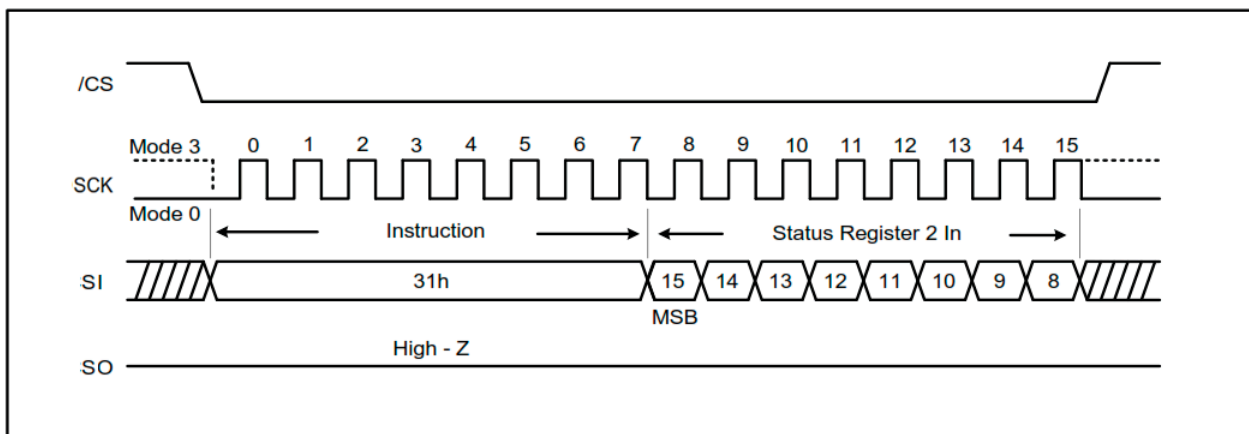 /CS
Mode 3 0 1 2 3 4 5 6 7 8 9 10 11 12 13 14 15
SCK
Mode 0
Instruction Status Register 2 In
SI 31h 15 14 13 12 11 10 9 8
MSB
High - Z
SO